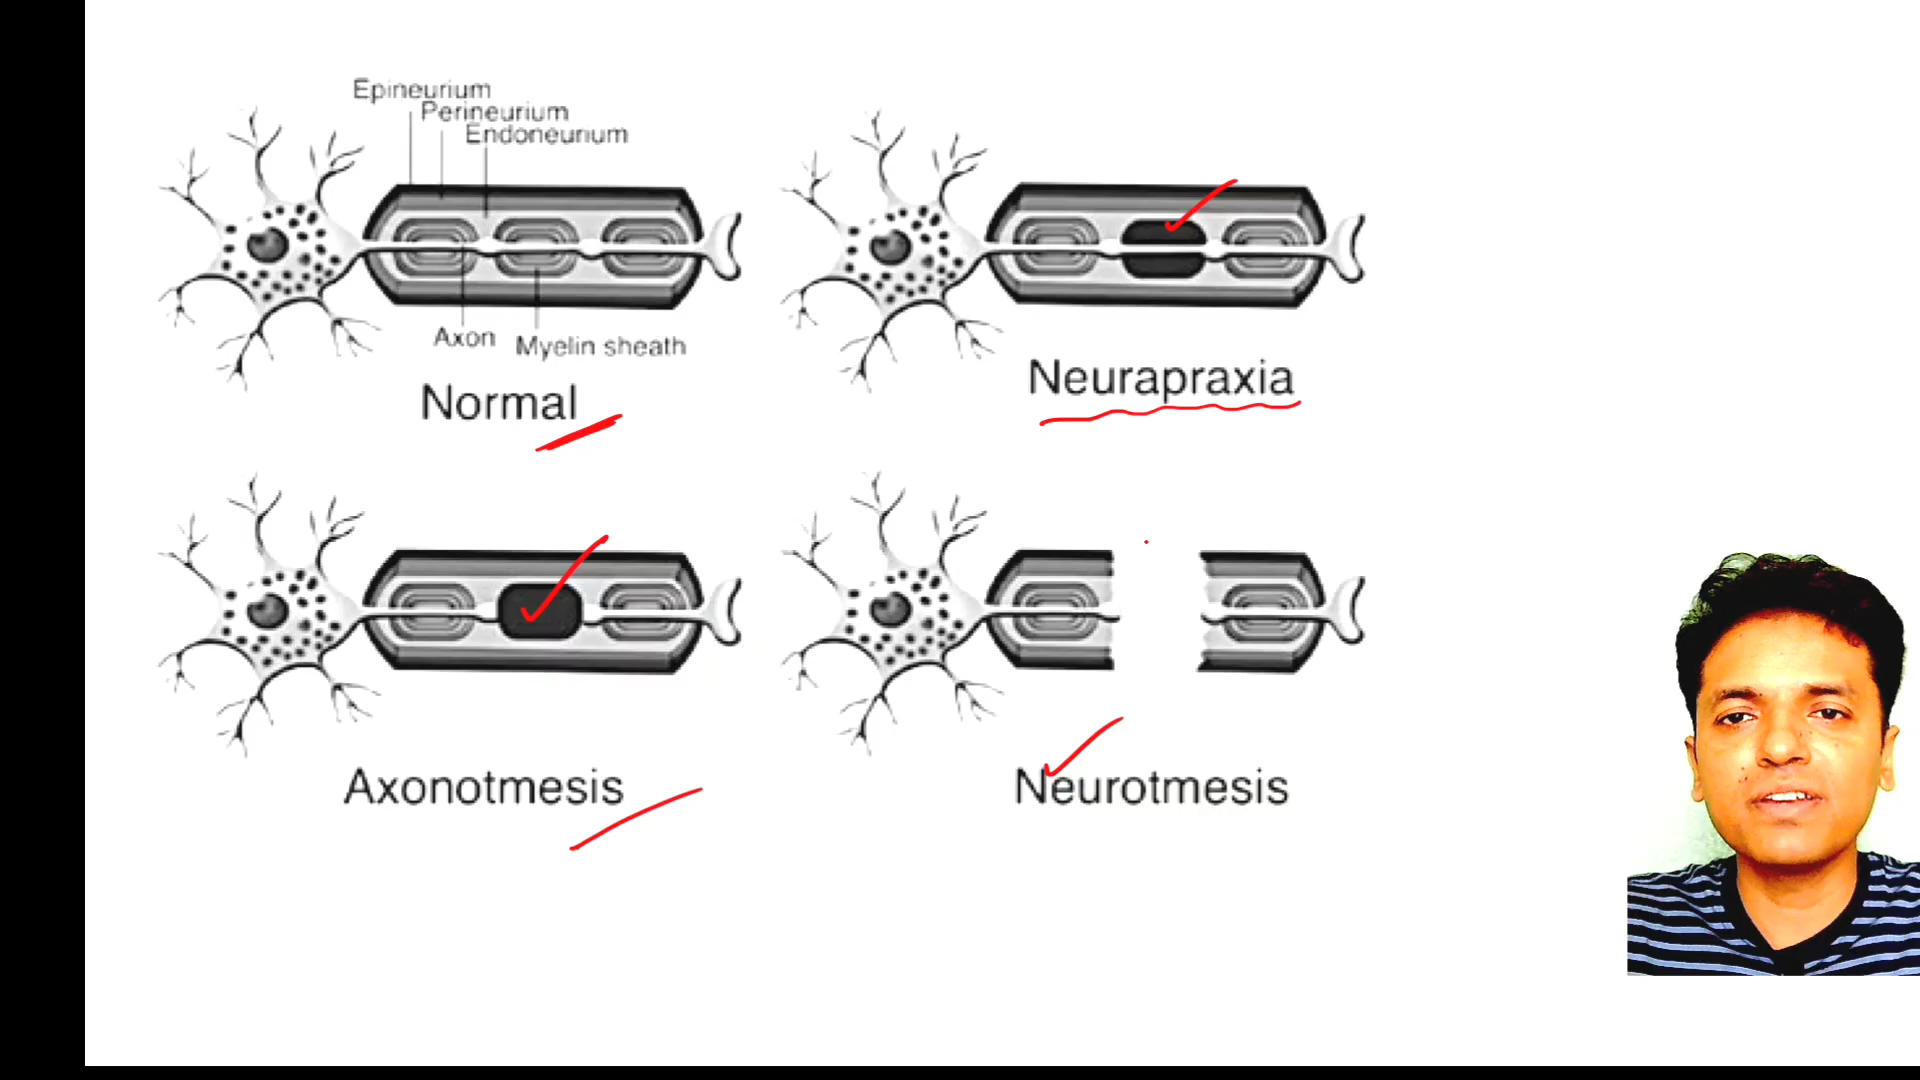 Epineurium
Perineurium
Endoneurium
Axon
Myelin sheath
Normal
Neurapraxia
Axonotmesis
Neurotmesis